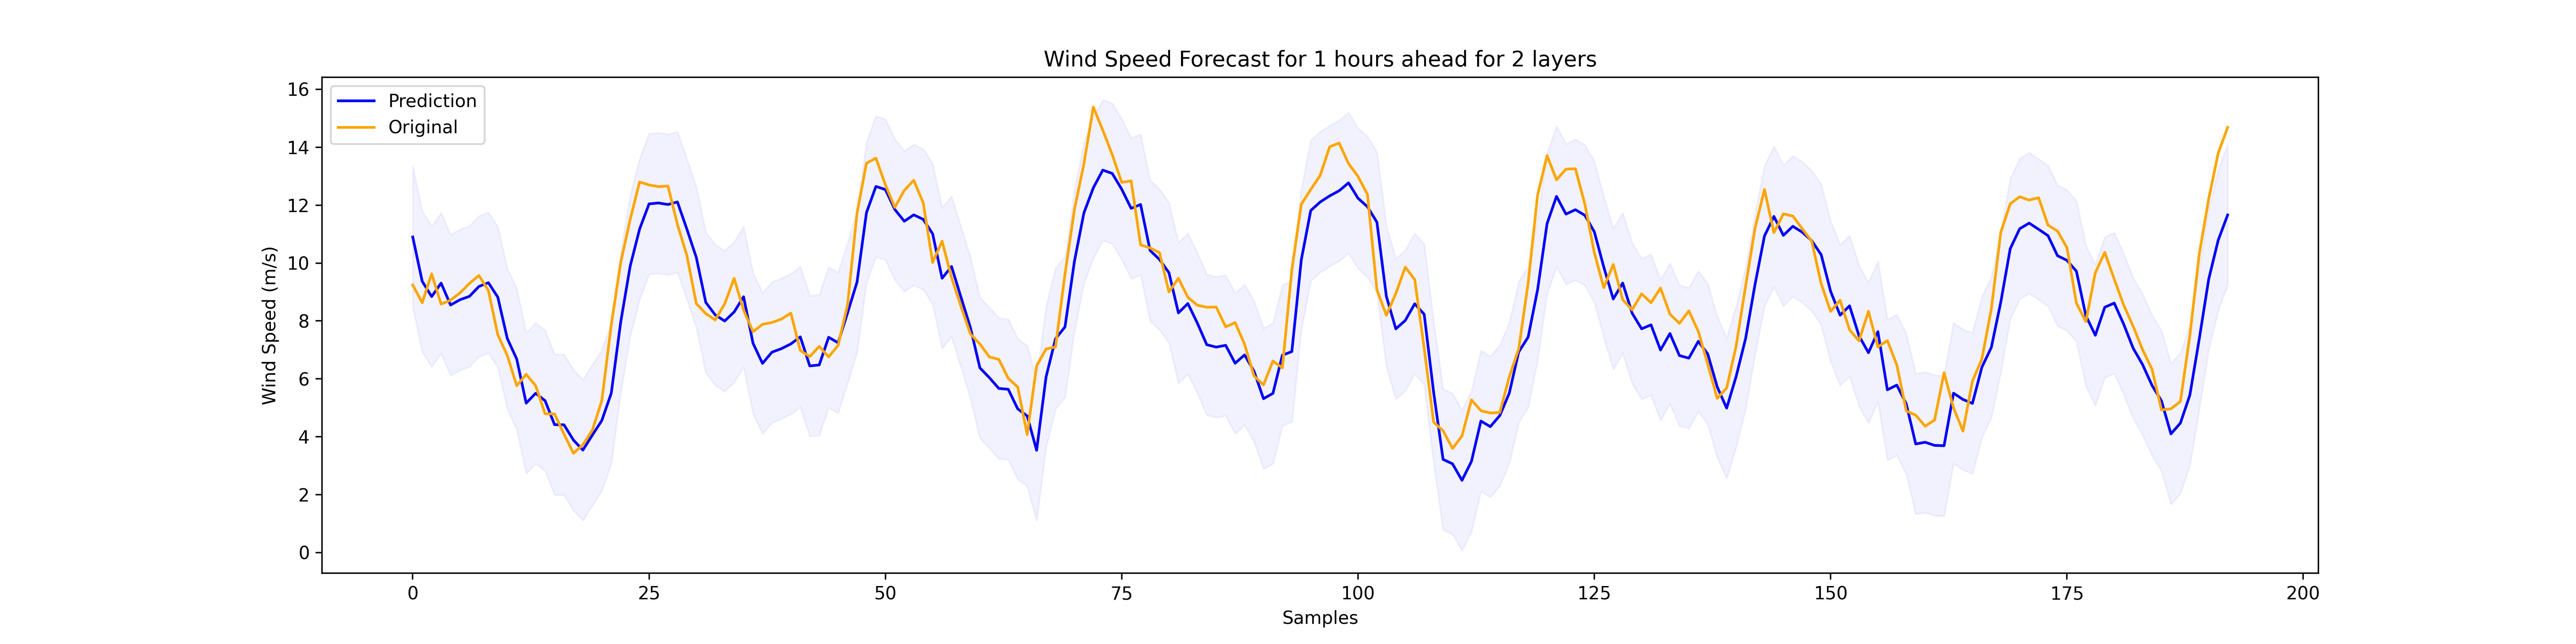 Wind Speed Forecast for 1 hours ahead for 2 layers
Prediction
Original
Wind Speed (m/s)
16
14
12
10
8
6
4
2
0
0 25 50 75 100 125 150 175 200
Samples